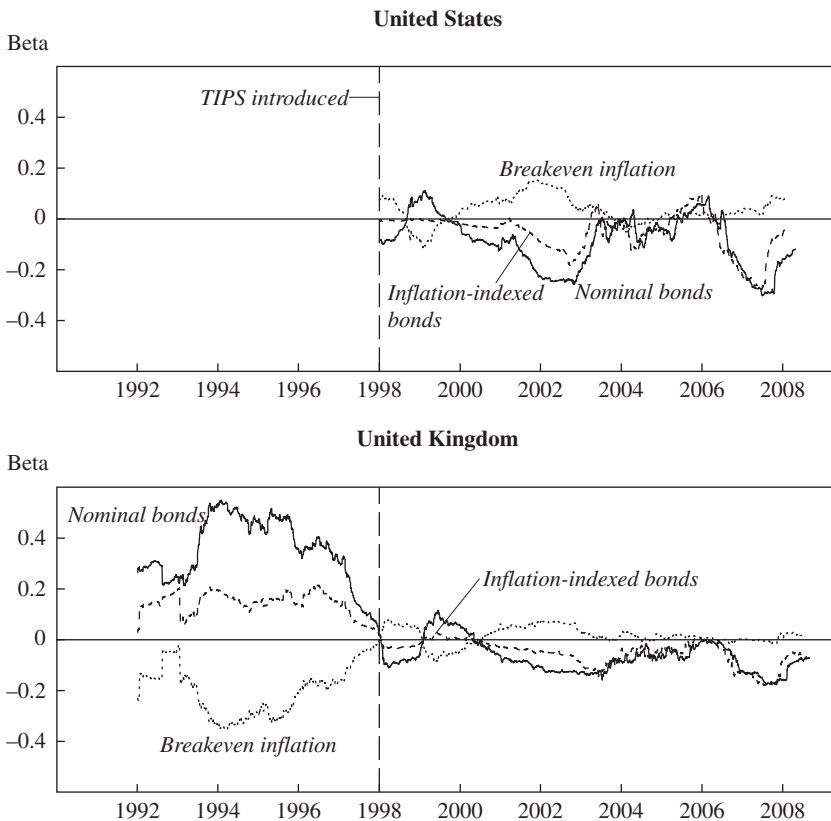 United States
Beta
TIPS introduced
0.4
Breakeven inflation
0.2
0
–0.2
Inflation-indexed
bonds
Nominal bonds
–0.4
1992 1994 1996 1998 2000 2002 2004 2006 2008
United Kingdom
Beta
Nominal bonds
0.4
Inflation-indexed bonds
0.2
0
–0.2
–0.4
Breakeven inflation
1992 1994 1996 1998 2000 2002 2004 2006 2008